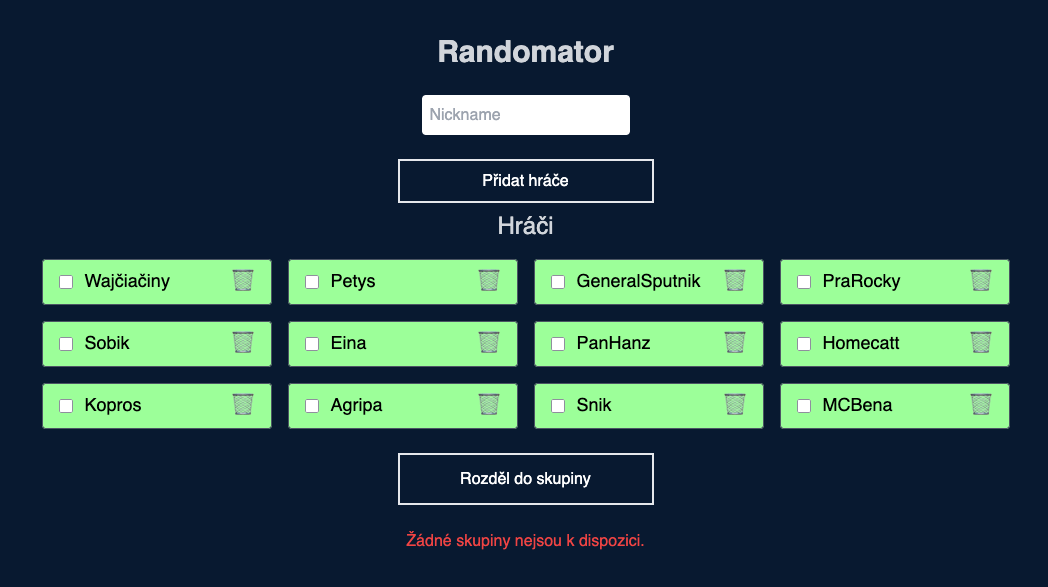 Randomator
Nickname
Přidat hráče
Hráči
Wajčiačiny
Petys
GeneralSputnik
PraRocky
Sobik
Eina
PanHanz
Homecatt
Kopros
Agripa
Snik
MCBena
Rozděl do skupiny
Žádné skupiny nejsou k dispozici.